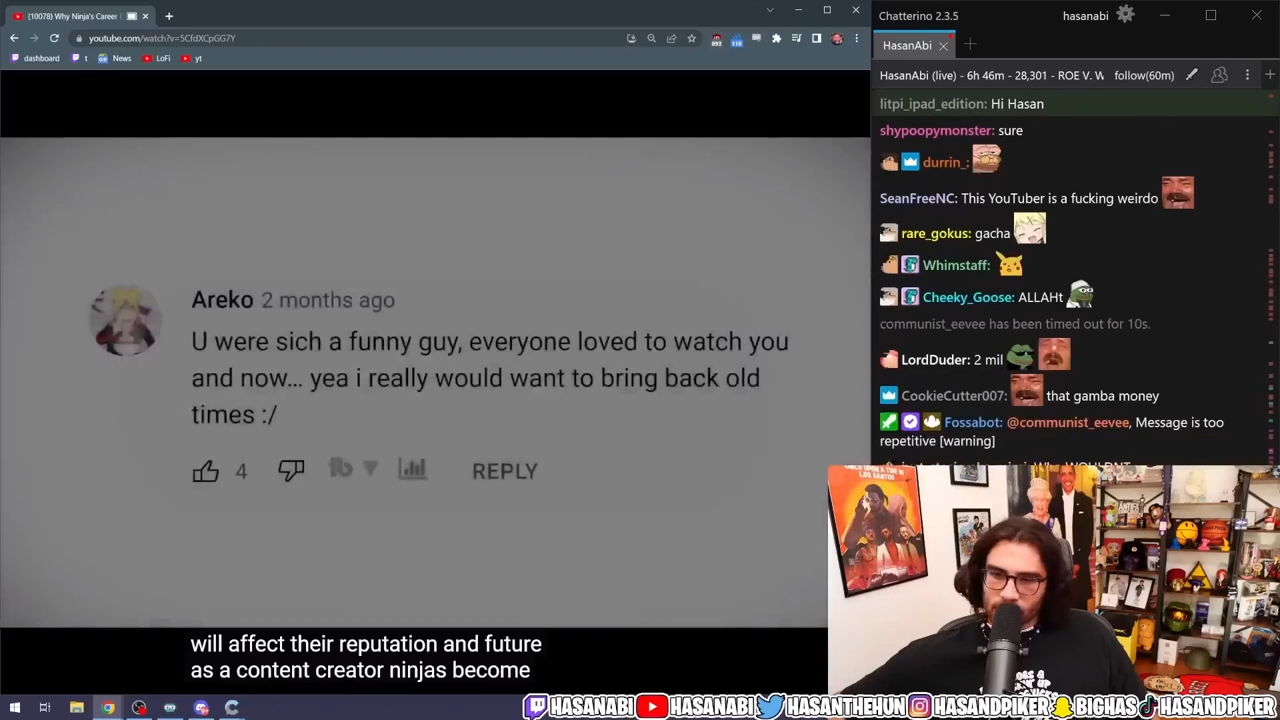 (10078) Why Ninja's Career
youtube.com/watch?v=5CfdXCpGG7Y
893
116
dashboard
t
News
LoFi
yt
Areko 2 months ago
U were sich a funny guy, everyone loved to watch you
and now... yea i really would want to bring back old
times :/
4
REPLY
will affect their reputation and future
as a content creator ninjas become
Chatterino 2.3.5
hasanabi
HasanAbi
HasanAbi (live) - 6h 46m - 28,301 - ROE V. W
follow(60m)
litpi_ipad_edition: Hi Hasan
shypoopymonster: sure
durrin_:
SeanFreeNC: This YouTuber is a fucking weirdo
rare_gokus: gacha
Whimstaff:
Cheeky_Goose: ALLAHt
communist_eevee has been timed out for 10s.
LordDuder: 2 mil
CookieCutter007: that gamba money
Fossabot: @communist_eevee, Message is too
repetitive [warning]
LOS SANTOS
HASANABI HASANABI HASANTHEHUN HASANDPIKER BIGHAS HASANDPIKER